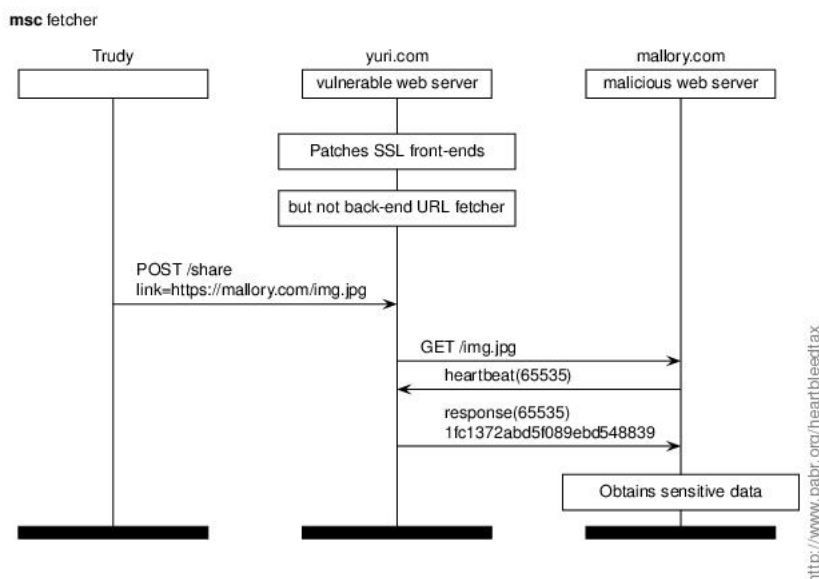 msc fetcher
Trudy
yuri.com
mallory.com
vulnerable web server
malicious web server
Patches SSL front-ends
but not back-end URL fetcher
POST /share
link=https://mallory.com/img.jpg
GET /img.jpg
heartbeat(65535)
response(65535)
1fc1372abd5f089ebd548839
Obtains sensitive data
http://www.pabr.org/heartbleedtax